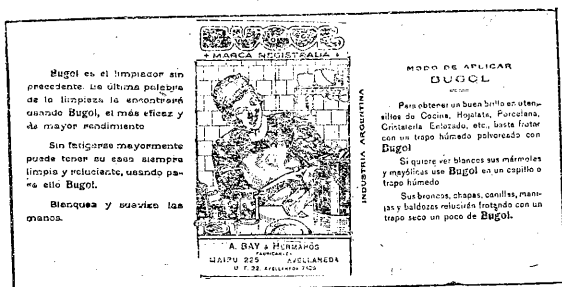 Bugol es el limpiador sin
precedente. La última palabra
de la limpieza la encontrará
usando Bugol, el más eficaz y
de mayor rendimiento
Sin fatigarse mayormente
puede tener su casa siempre
limpia y reluciente, usando pa-
ra ello Bugol.
Blanquea y suaviza las
manos.
BUGOL
MARCA REGISTRADA
A. BAY & HERMANOS
FABRICANTES
MAIPU 225 AVELLANEDA
U. T. 22, AVELLANEDA
INDUSTRIA ARGENTINA
MODO DE APLICAR
BUGOL
Para obtener un buen brillo en uten-
silios de Cocina, Hojalata, Porcelana,
Cristalería Enlozado, etc., basta frotar
con un trapo húmedo polvoreado con
Bugol
Si quiere ver blancos sus mármoles
y mayólicas use Bugol en un cepillo o
trapo húmedo
Sus bronces, chapas, canillas, mani-
jas y baldozas relucirán frotando con un
trapo seco un poco de Bugol.